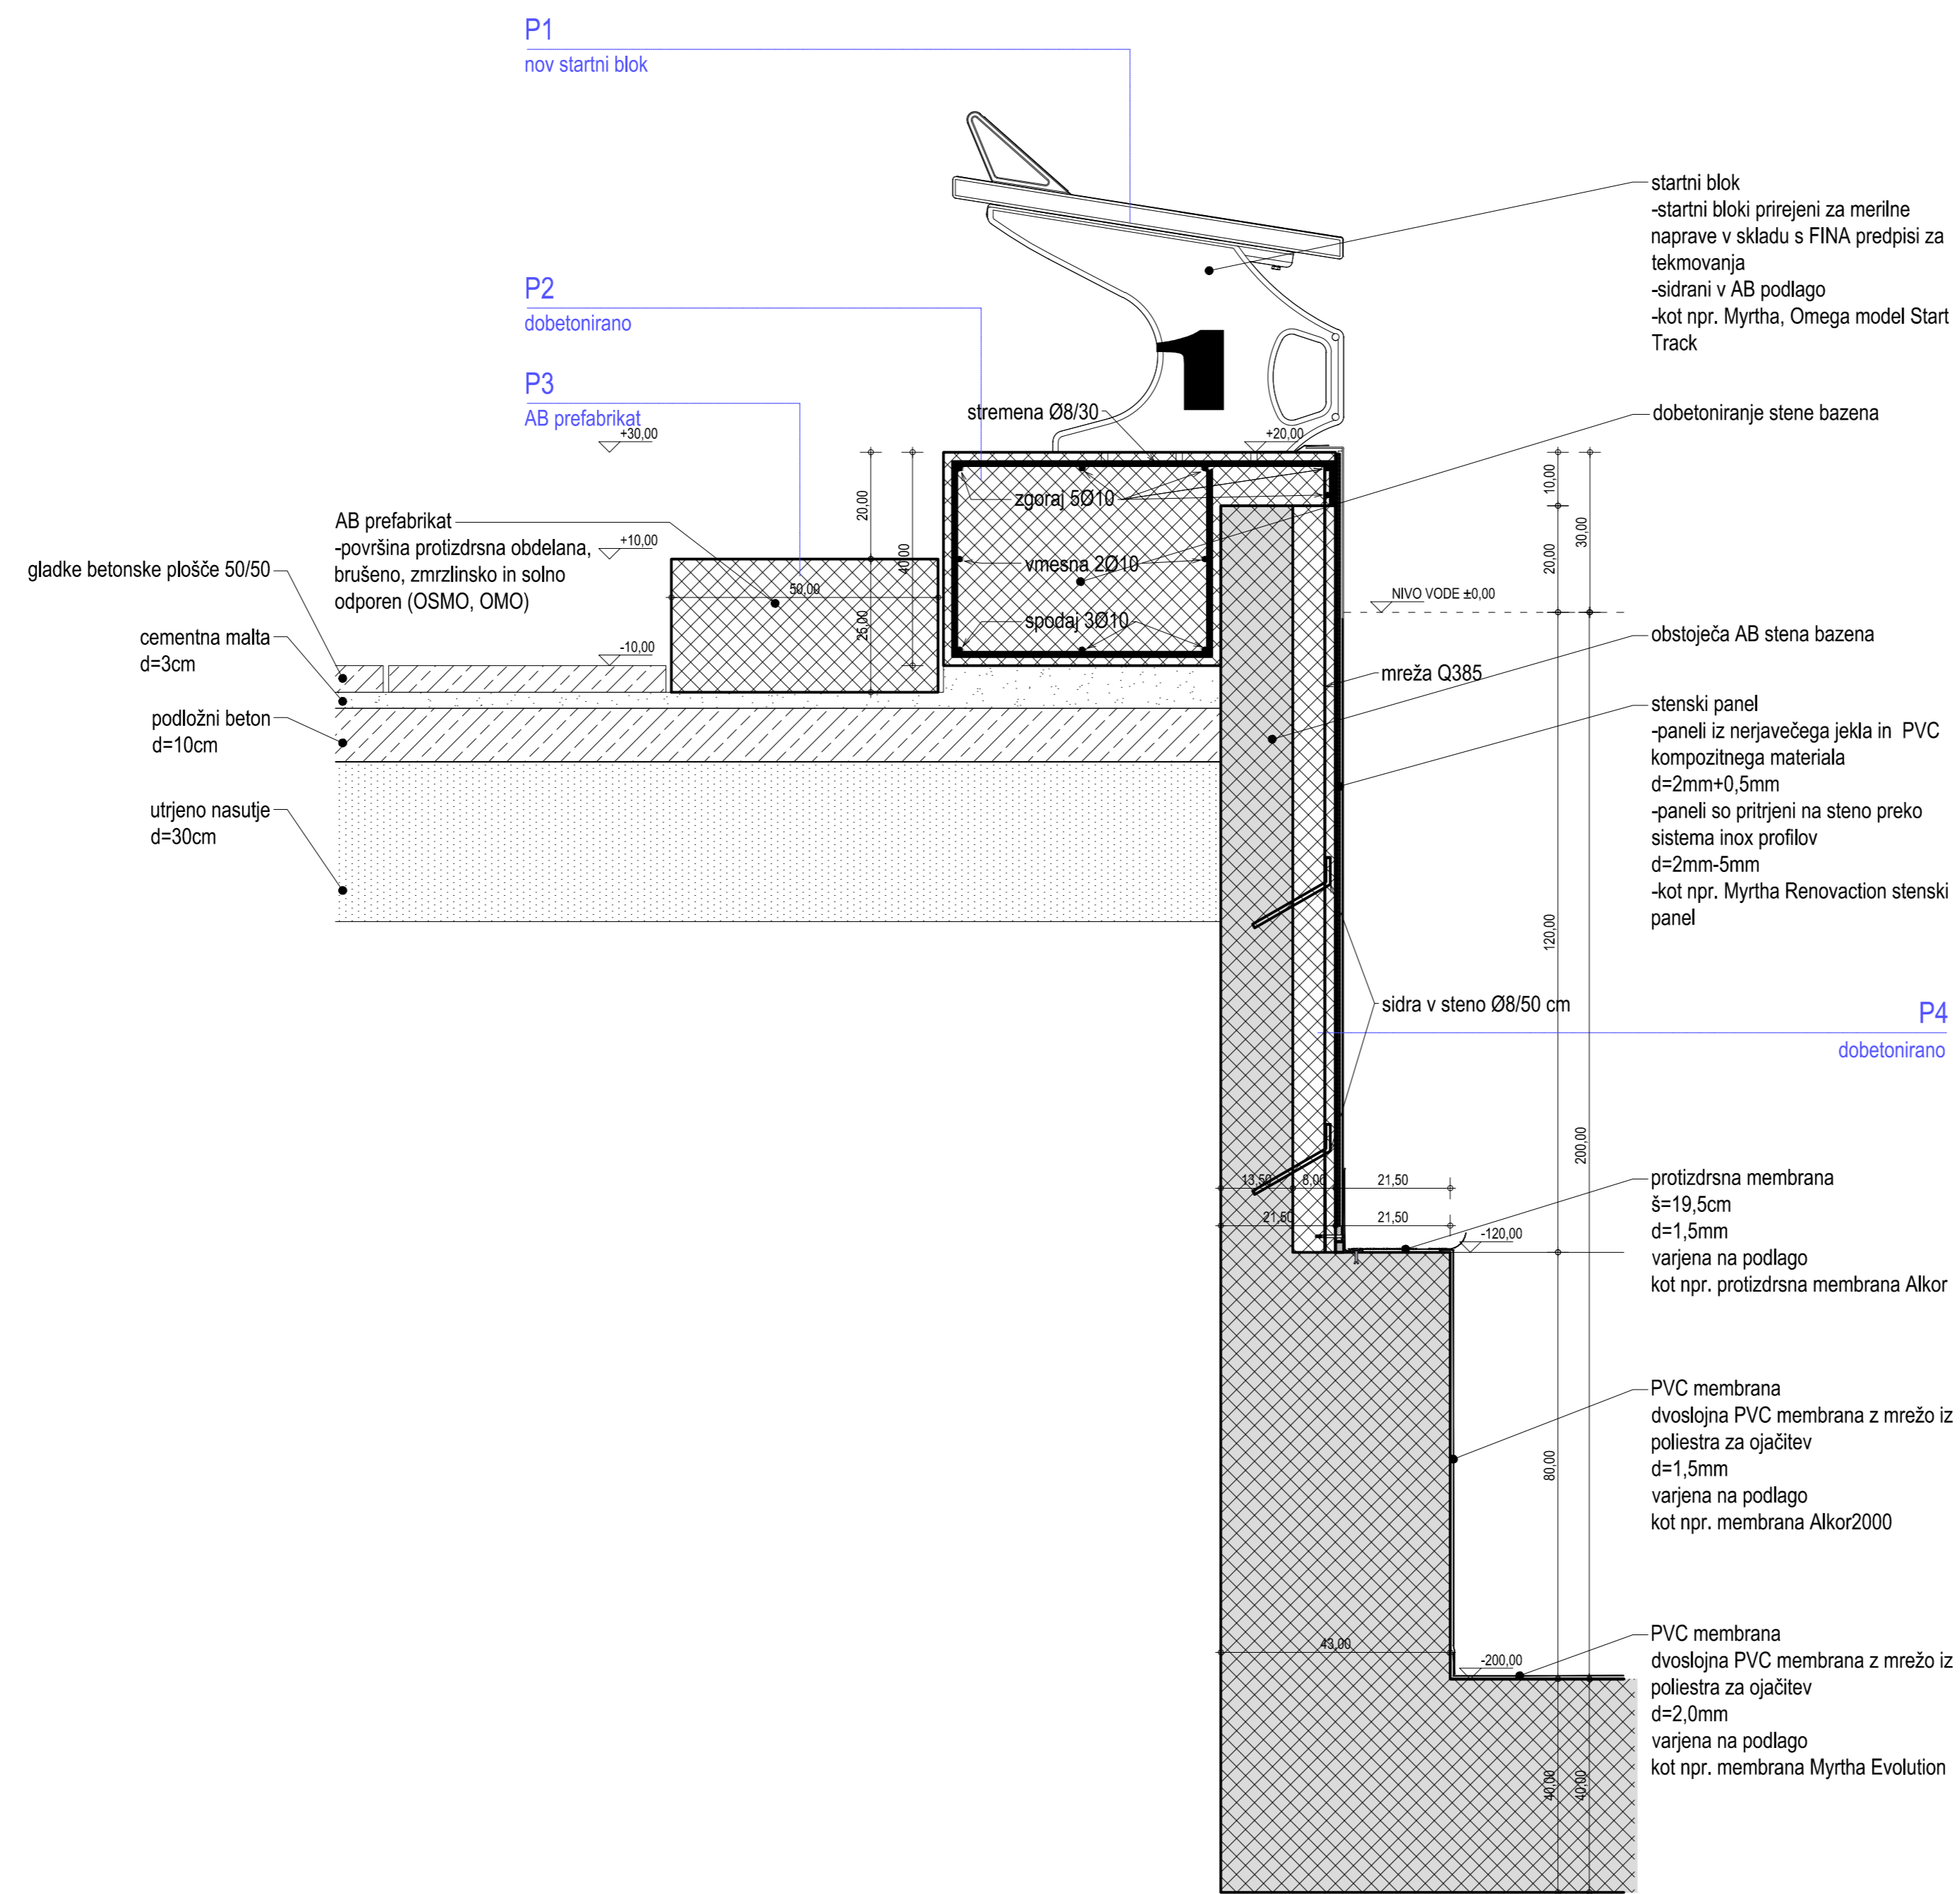 P1
nov startni blok
startni blok
-startni bloki prirejeni za merilne
naprave v skladu s FINA predpisi za
tekmovanja
-sidrani v AB podlago
-kot npr. Myrtha, Omega model Start
Track
P2
dobetonirano
1
P3
AB prefabrikat
stremena Ø8/30
dobetoniranje stene bazena
+30,00
+20,00
10,00
20,00
30,00
20,00
40,00
zgoraj 5Ø10
AB prefabrikat
-površina protizdrsna obdelana,
brušeno, zmrzlinsko in solno
odporen (OSMO, OMO)
+10,00
gladke betonske plošče 50/50
vmesna 2Ø10
50,00
NIVO VODE ±0,00
25,00
spodaj 3Ø10
cementna malta
d=3cm
-10,00
obstoječa AB stena bazena
mreža Q385
podložni beton
d=10cm
stenski panel
-paneli iz nerjavečega jekla in PVC
kompozitnega materiala
d=2mm+0,5mm
-paneli so pritrjeni na steno preko
sistema inox profilov
d=2mm-5mm
-kot npr. Myrtha Renovaction stenski
panel
utrjeno nasutje
d=30cm
120,00
sidra v steno Ø8/50 cm
P4
dobetonirano
200,00
13,50
8,00
21,50
21,50
21,50
-120,00
protizdrsna membrana
š=19,5cm
d=1,5mm
varjena na podlago
kot npr. protizdrsna membrana Alkor
PVC membrana
dvoslojna PVC membrana z mrežo iz
poliestra za ojačitev
d=1,5mm
varjena na podlago
kot npr. membrana Alkor2000
80,00
43,00
-200,00
PVC membrana
dvoslojna PVC membrana z mrežo iz
poliestra za ojačitev
d=2,0mm
varjena na podlago
kot npr. membrana Myrtha Evolution
40,00
40,00